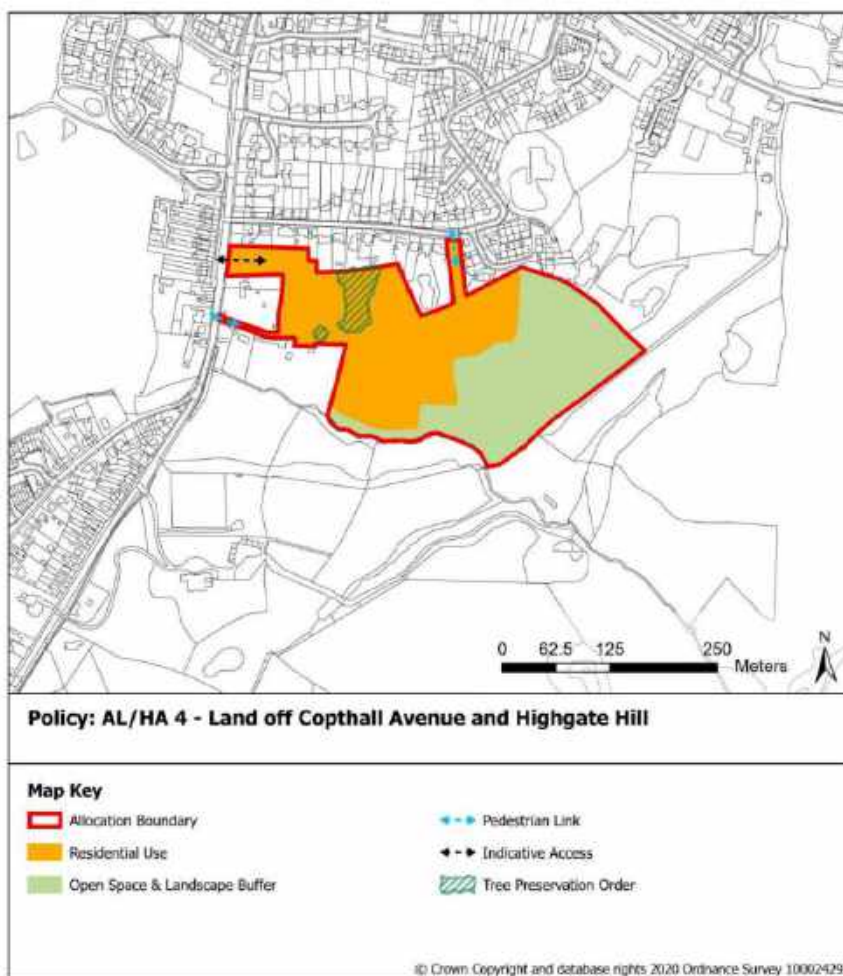 N
0 62.5 125 250
Meters
Policy: AL/HA 4 - Land off Copthall Avenue and Highgate Hill
Map Key
Allocation Boundary
Pedestrian Link
Residential Use
Indicative Access
Open Space & Landscape Buffer
Tree Preservation Order
© Crown Copyright and database rights 2020 Ordnance Survey 10002429